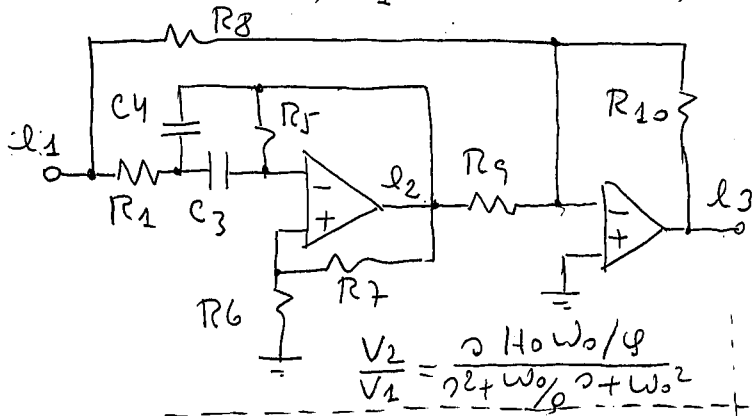 R8
C4
R5
R10
l1
R1
C3
−
+
l2
R9
−
+
l3
R7
R6
V2/V1 = s H0 ω0/φ / s² + ω0/φ s + ω0²